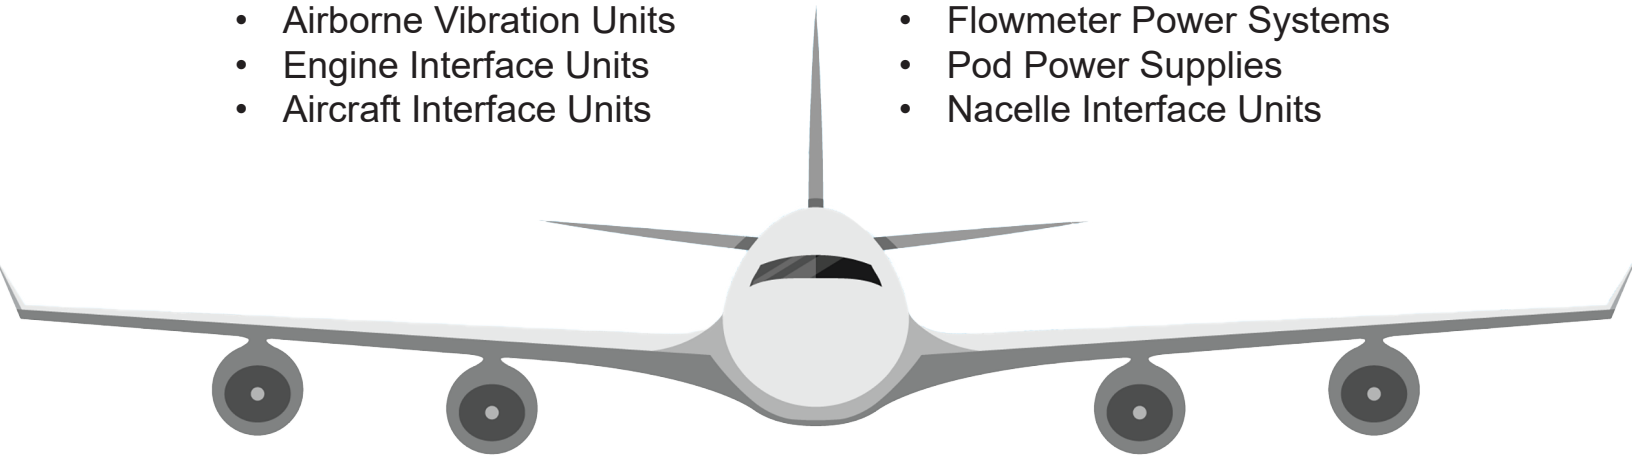 • Airborne Vibration Units
• Engine Interface Units
• Aircraft Interface Units
• Flowmeter Power Systems
• Pod Power Supplies
• Nacelle Interface Units